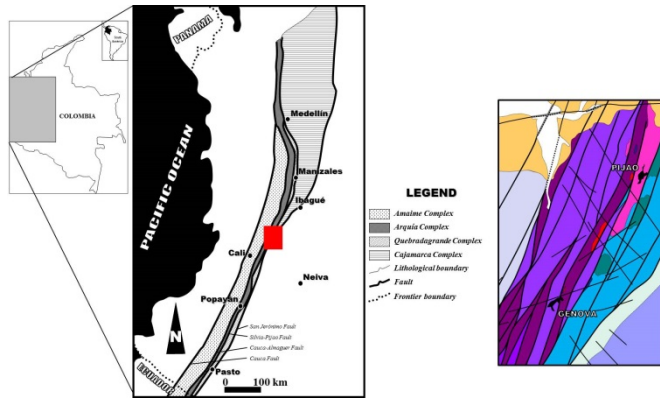 COLOMBIA
PANAMA
PACIFIC OCEAN
Medellín
Manizales
Ibagué
Cali
Neiva
Popayán
N
San Jerónimo Fault
Silvia-Pijao Fault
Cauca-Almaguer Fault
Cauca Fault
ECUADOR
Pasto
0 100 km
LEGEND
Amaime Complex
Arquía Complex
Quebradagrande Complex
Cajamarca Complex
Lithological boundary
Fault
Frontier boundary
PIJAO
GENOVA